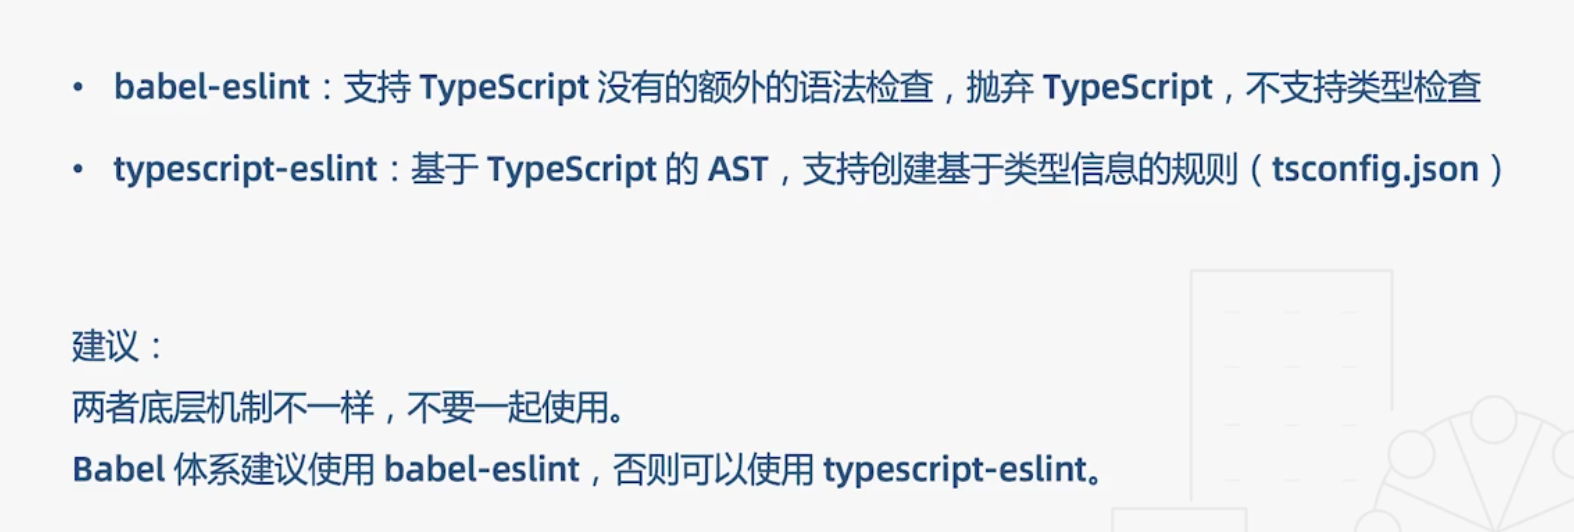 • babel-eslint：支持 TypeScript 没有的额外的语法检查，抛弃 TypeScript，不支持类型检查
• typescript-eslint：基于 TypeScript 的 AST，支持创建基于类型信息的规则（tsconfig.json）
建议：
两者底层机制不一样，不要一起使用。
Babel 体系建议使用 babel-eslint，否则可以使用 typescript-eslint。